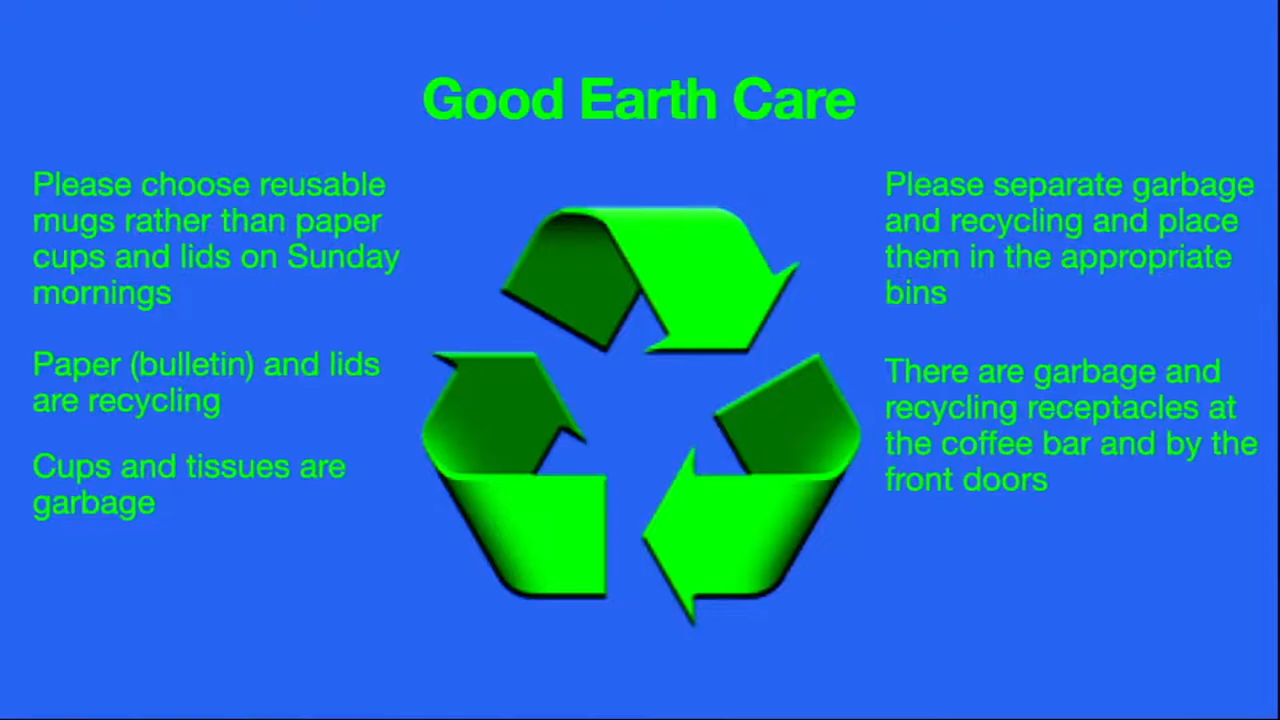 Good Earth Care
Please choose reusable
mugs rather than paper
cups and lids on Sunday
mornings
Paper (bulletin) and lids
are recycling
Cups and tissues are
garbage
Please separate garbage
and recycling and place
them in the appropriate
bins
There are garbage and
recycling receptacles at
the coffee bar and by the
front doors